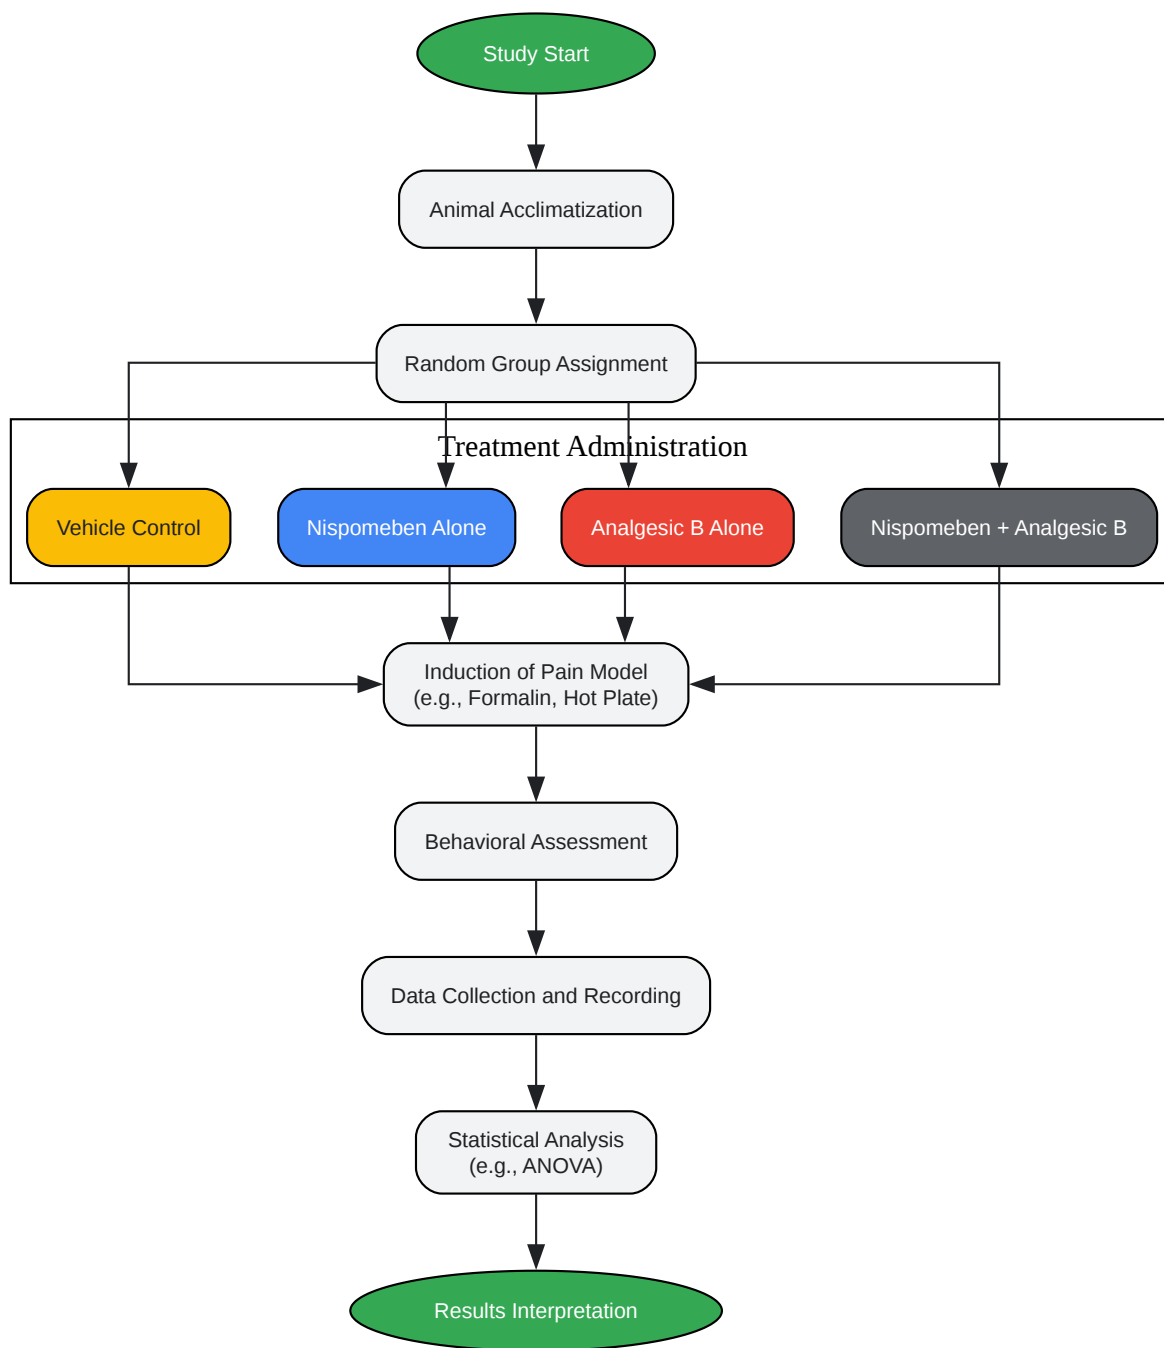 Study Start
Animal Acclimatization
Random Group Assignment
Treatment Administration
Vehicle Control
Nispomeben Alone
Analgesic B Alone
Nispomeben + Analgesic B
Induction of Pain Model
(e.g., Formalin, Hot Plate)
Behavioral Assessment
Data Collection and Recording
Statistical Analysis
(e.g., ANOVA)
Results Interpretation